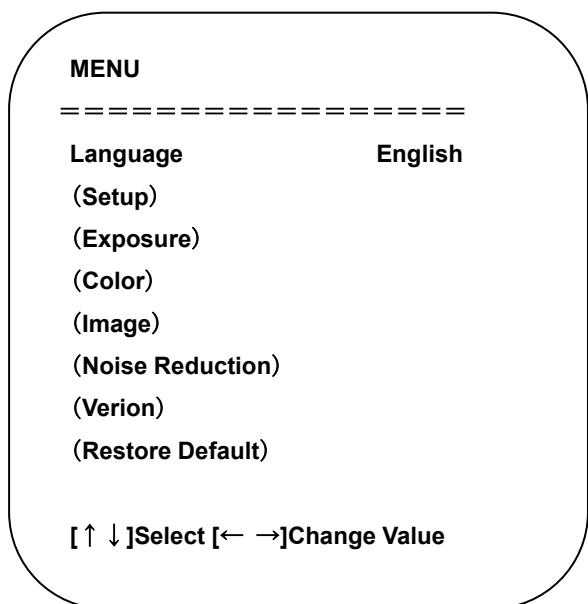 MENU
=================
Language English
（Setup）
（Exposure）
（Color）
（Image）
（Noise Reduction）
（Verion）
（Restore Default）
[↑↓]Select [← →]Change Value